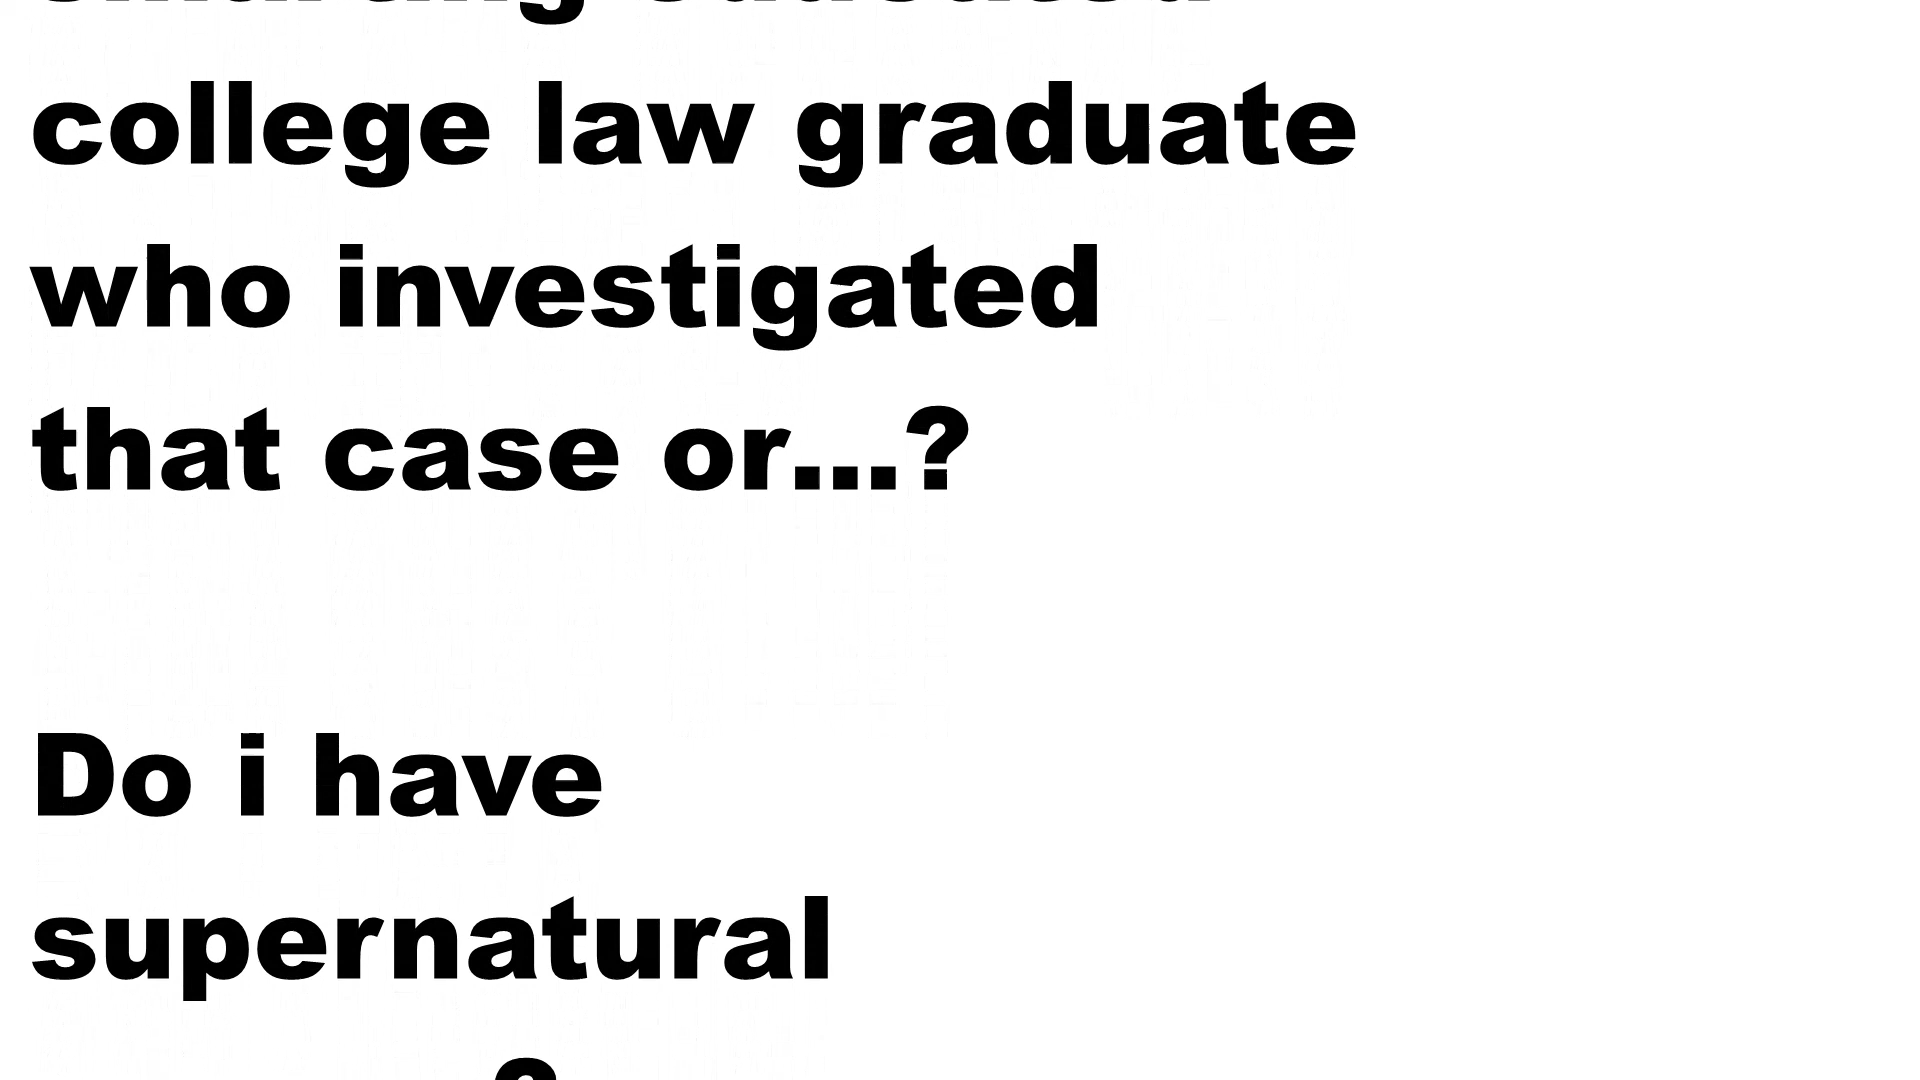 college law graduate
who investigated
that case or...?
Do i have
supernatural
?